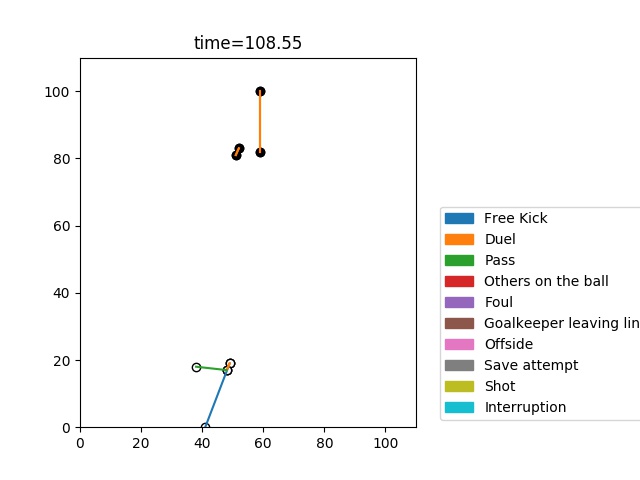 time=108.55
100
80
60
40
20
0
0 20 40 60 80 100
Free Kick
Duel
Pass
Others on the ball
Foul
Goalkeeper leaving lin
Offside
Save attempt
Shot
Interruption